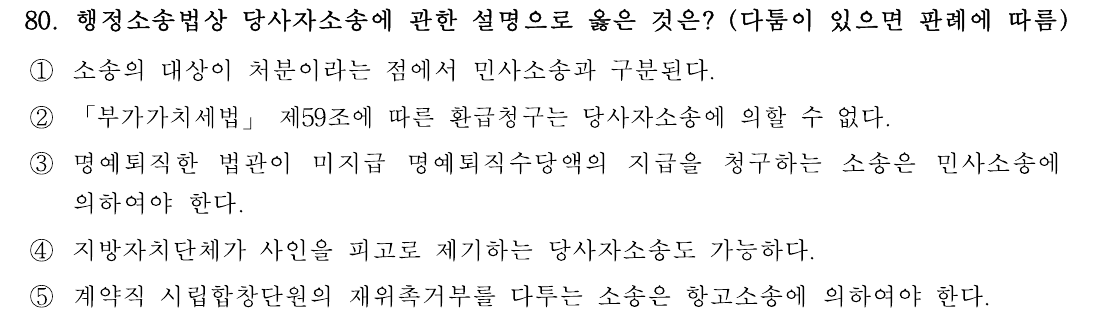 80. 행정소송법상 당사자소송에 관한 설명으로 옳은 것은? (다툼이 있으면 판례에 따름)
① 소송의 대상이 처분이라는 점에서 민사소송과 구분된다.
② 「부가가치세법」 제59조에 따른 환급청구는 당사자소송에 의할 수 없다.
③ 명예퇴직한 법관이 미지급 명예퇴직수당액의 지급을 청구하는 소송은 민사소송에
의하여야 한다.
④ 지방자치단체가 사인을 피고로 제기하는 당사자소송도 가능하다.
⑤ 계약직 시립합창단원의 재위촉거부를 다투는 소송은 항고소송에 의하여야 한다.